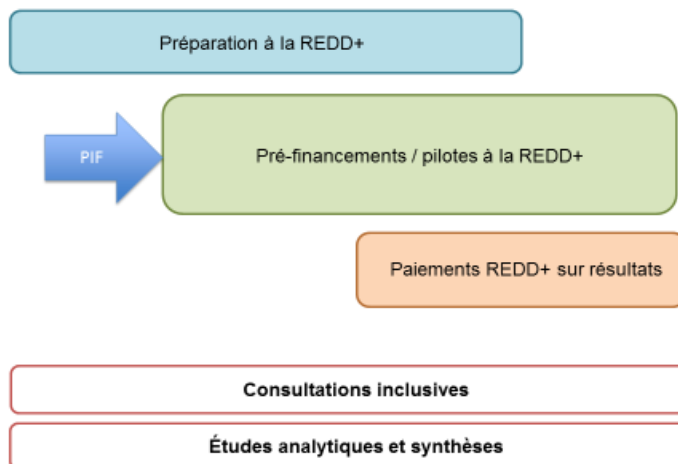 Préparation à la REDD+
PIF
Pré-financements / pilotes à la REDD+
Paiements REDD+ sur résultats
Consultations inclusives
Études analytiques et synthèses